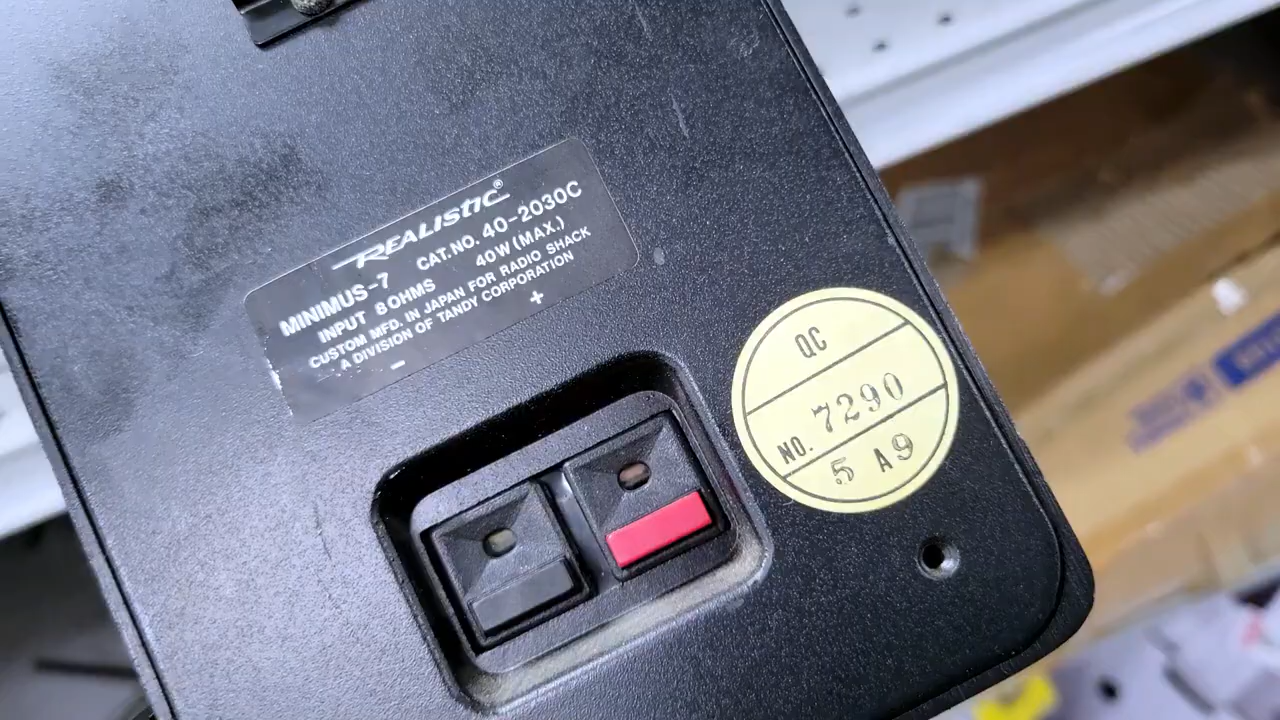 REALISTIC®
MINIMUS-7 CAT.NO. 40-2030C
INPUT 8 OHMS 40W (MAX.)
CUSTOM MFD. IN JAPAN FOR RADIO SHACK
A DIVISION OF TANDY CORPORATION
- +
QC
NO. 7290
5 A9